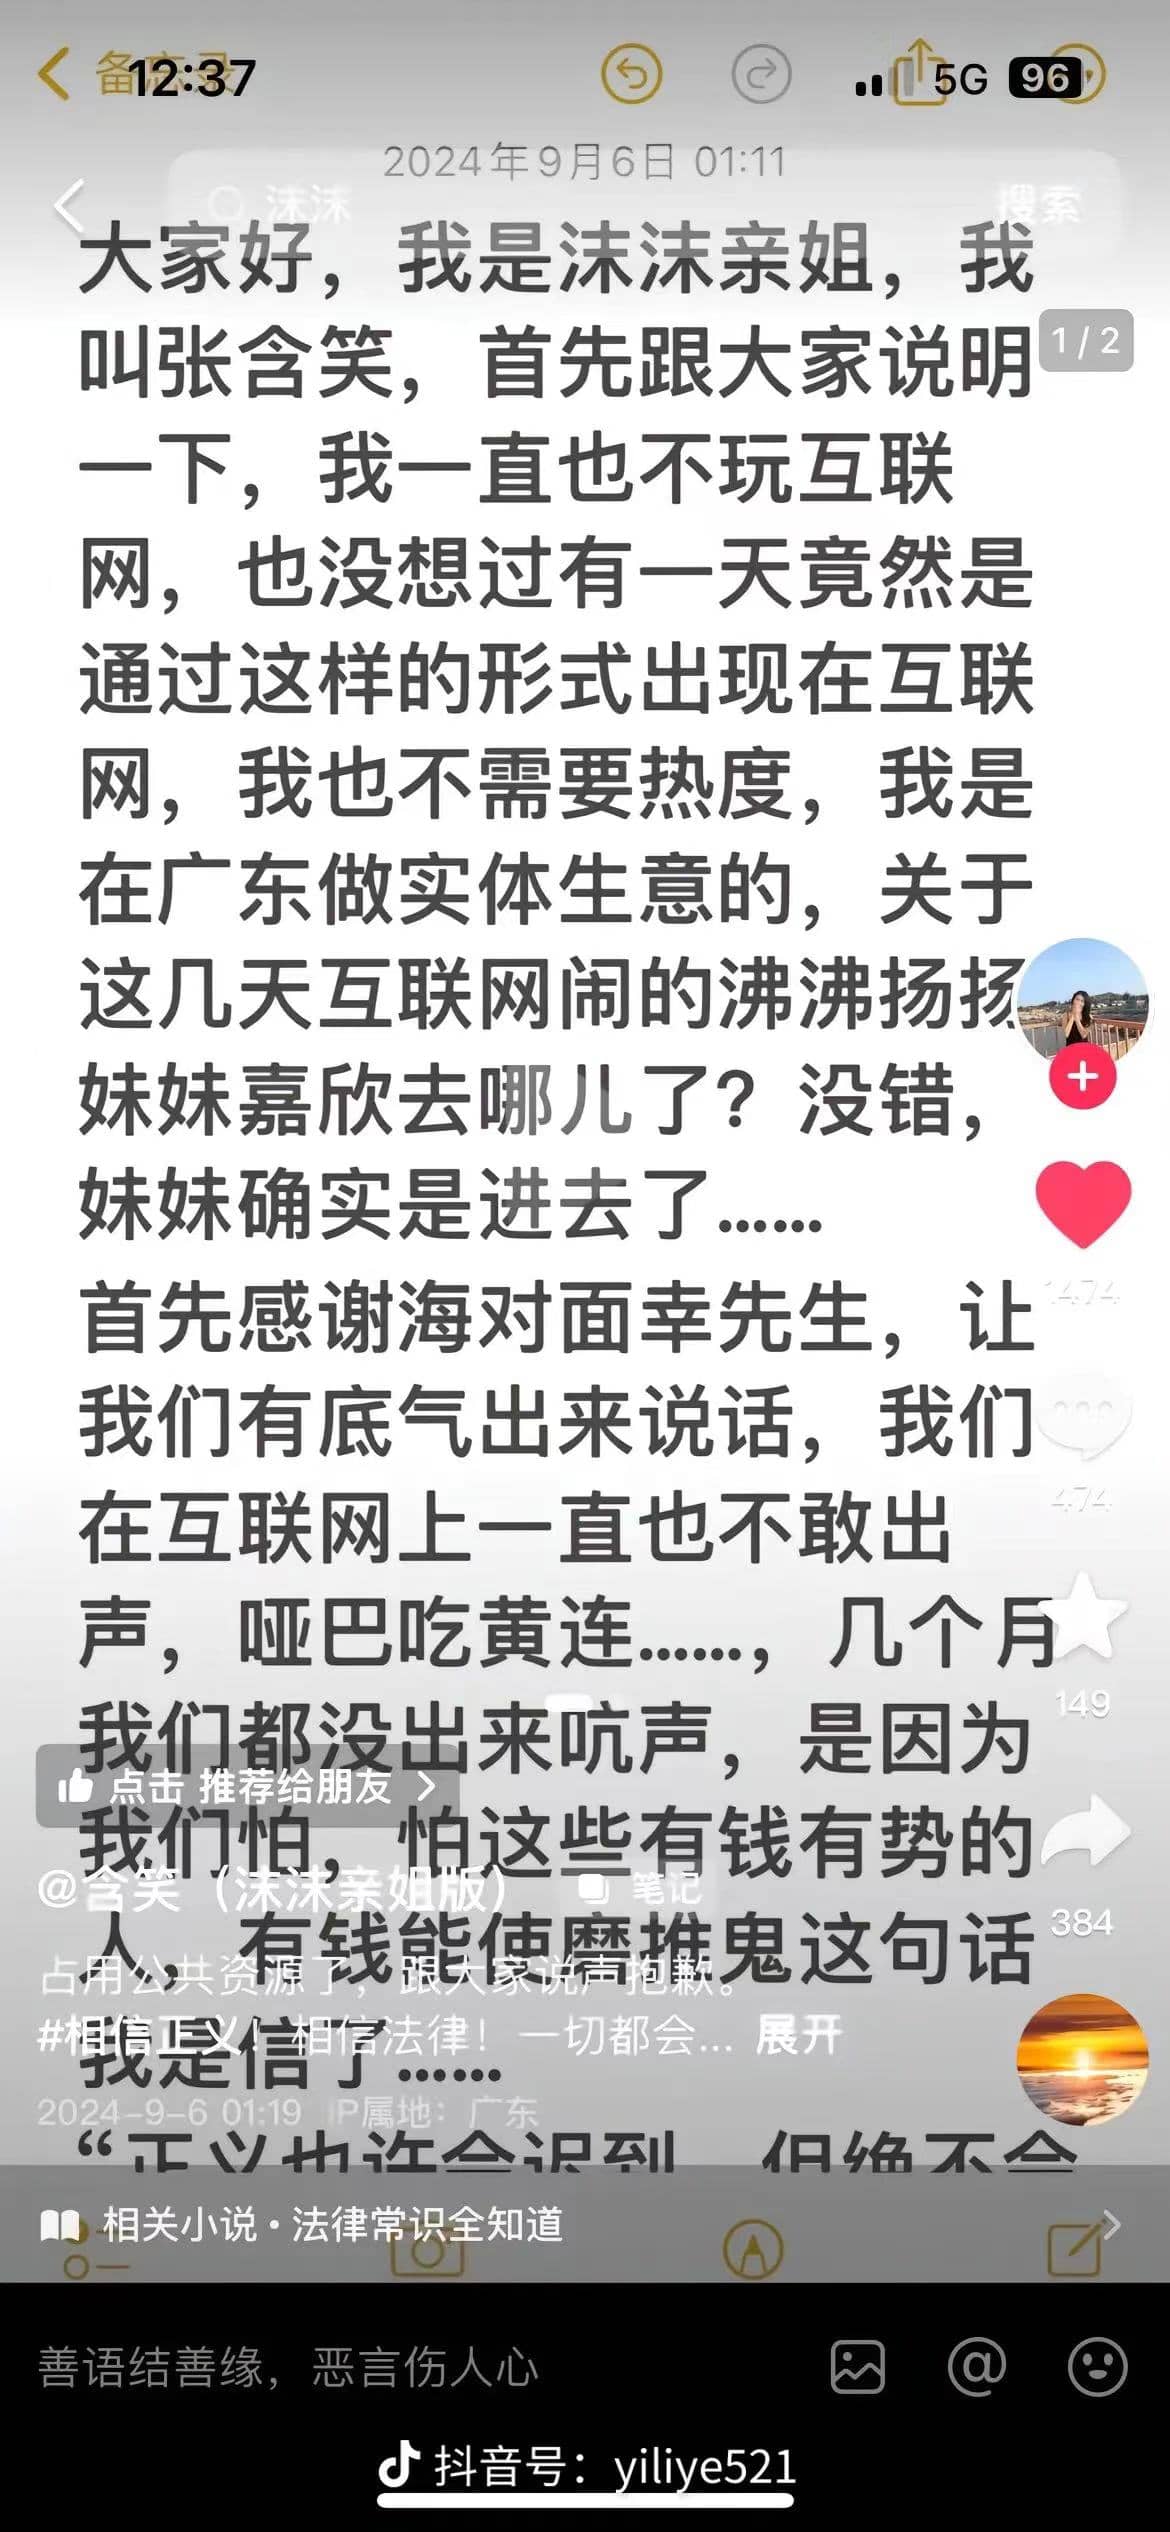 备忘录
12:37
5G 96
2024年9月6日 01:11
沫沫
搜索
大家好，我是沫沫亲姐，我
叫张含笑，首先跟大家说明
1/2
一下，我一直也不玩互联
网，也没想过有一天竟然是
通过这样的形式出现在互联
网，我也不需要热度，我是
在广东做实体生意的，关于
这几天互联网闹的沸沸扬扬
妹妹嘉欣去哪儿了？没错，
妹妹确实是进去了……
首先感谢海对面幸先生，让
1474
我们有底气出来说话，我们
474
在互联网上一直也不敢出
声，哑巴吃黄连……，几个月
149
我们都没出来吭声，是因为
点击 推荐给朋友
我们怕，怕这些有钱有势的
@含笑（沫沫亲姐版）
笔记
384
人，有钱能使磨推鬼这句话
占用公共资源了，跟大家说声抱歉。
#相信正义！相信法律！一切都会... 展开
我是信了……
2024-9-6 01:19 IP属地：广东
“正义也许会迟到，但绝不会
相关小说·法律常识全知道
善语结善缘，恶言伤人心
抖音号：yiliye521